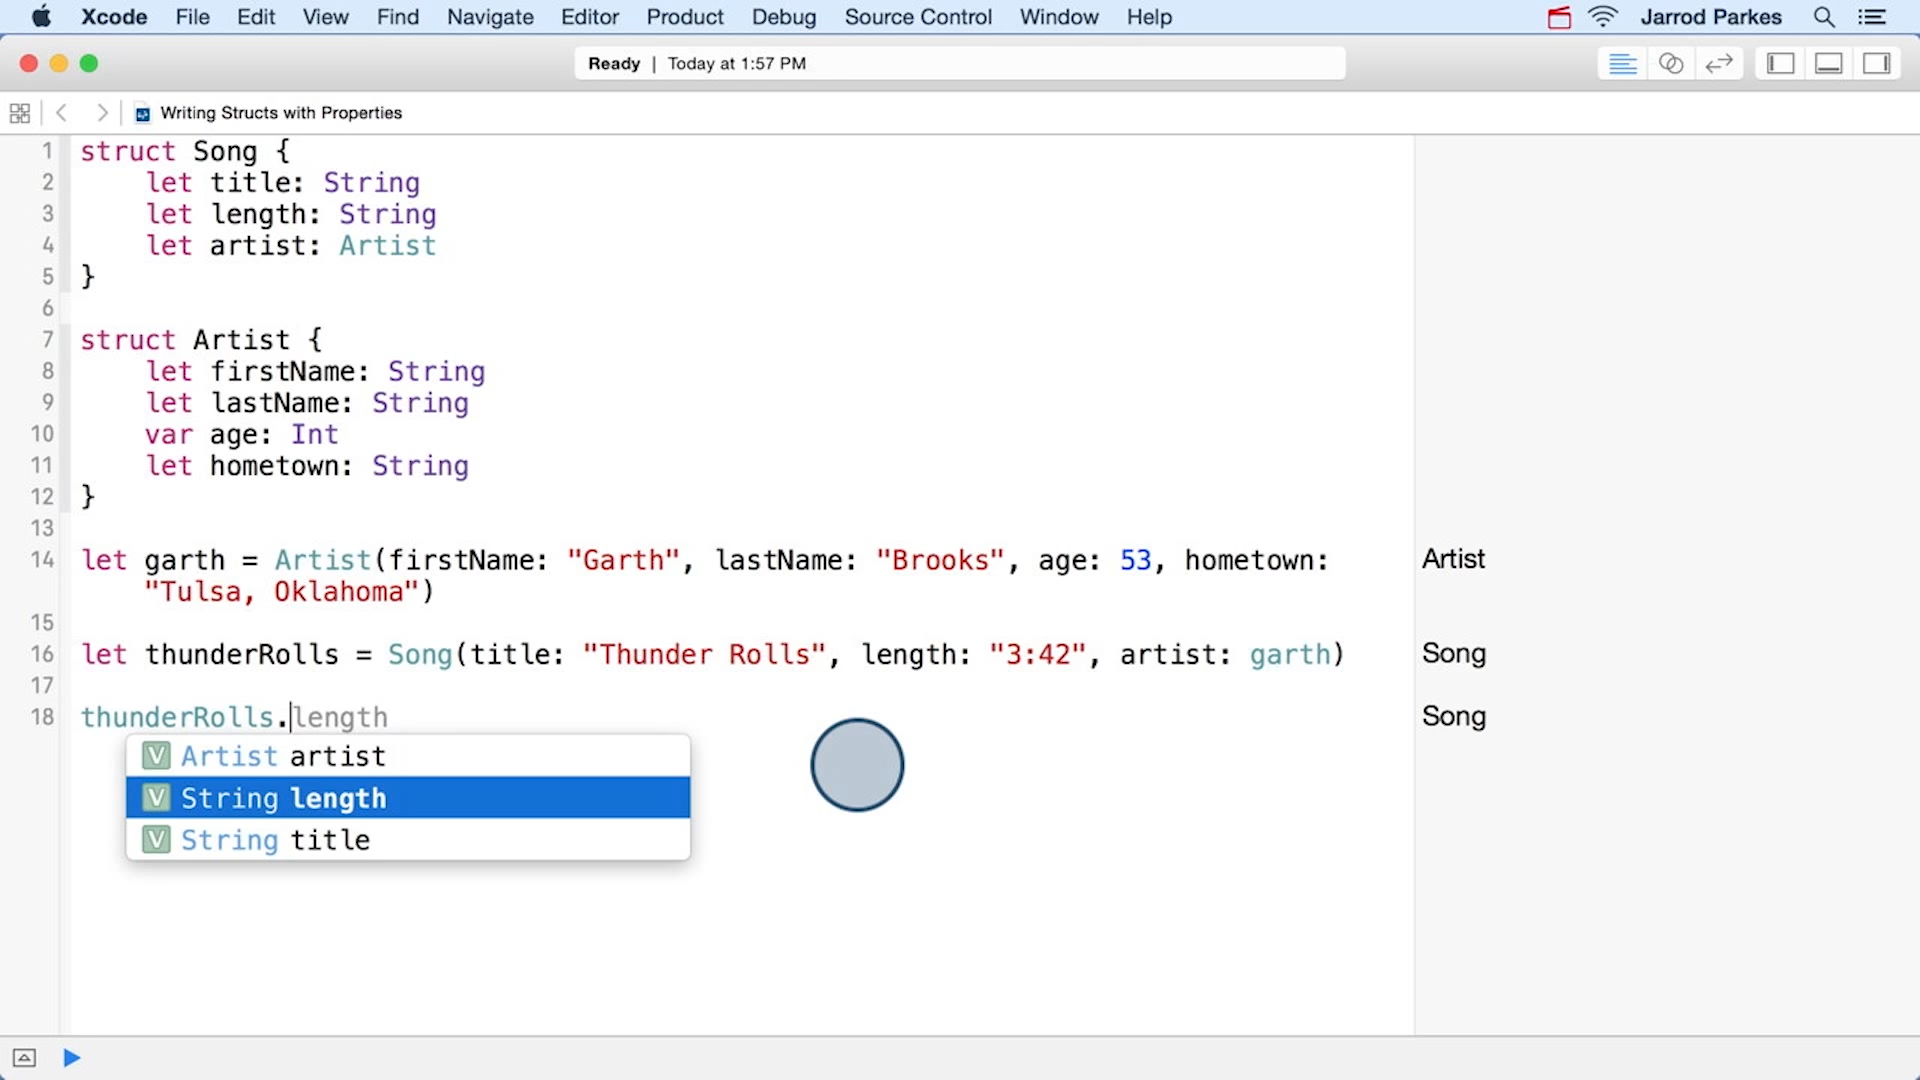 Xcode File Edit View Find Navigate Editor Product Debug Source Control Window Help Jarrod Parkes
Ready | Today at 1:57 PM
Writing Structs with Properties
1 struct Song {
2 let title: String
3 let length: String
4 let artist: Artist
5 }
6
7 struct Artist {
8 let firstName: String
9 let lastName: String
10 var age: Int
11 let hometown: String
12 }
13
14 let garth = Artist(firstName: "Garth", lastName: "Brooks", age: 53, hometown: Artist
"Tulsa, Oklahoma")
15
16 let thunderRolls = Song(title: "Thunder Rolls", length: "3:42", artist: garth) Song
17
18 thunderRolls.length Song
V Artist artist
V String length
V String title